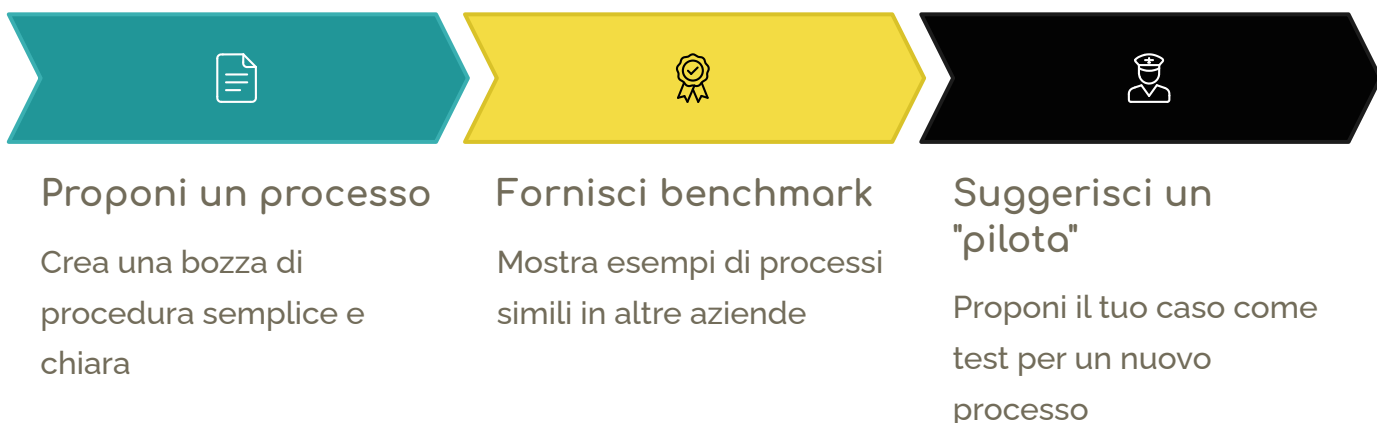 Proponi un processo
Crea una bozza di
procedura semplice e
chiara
Fornisci benchmark
Mostra esempi di processi
simili in altre aziende
Suggerisci un
"pilota"
Proponi il tuo caso come
test per un nuovo
processo